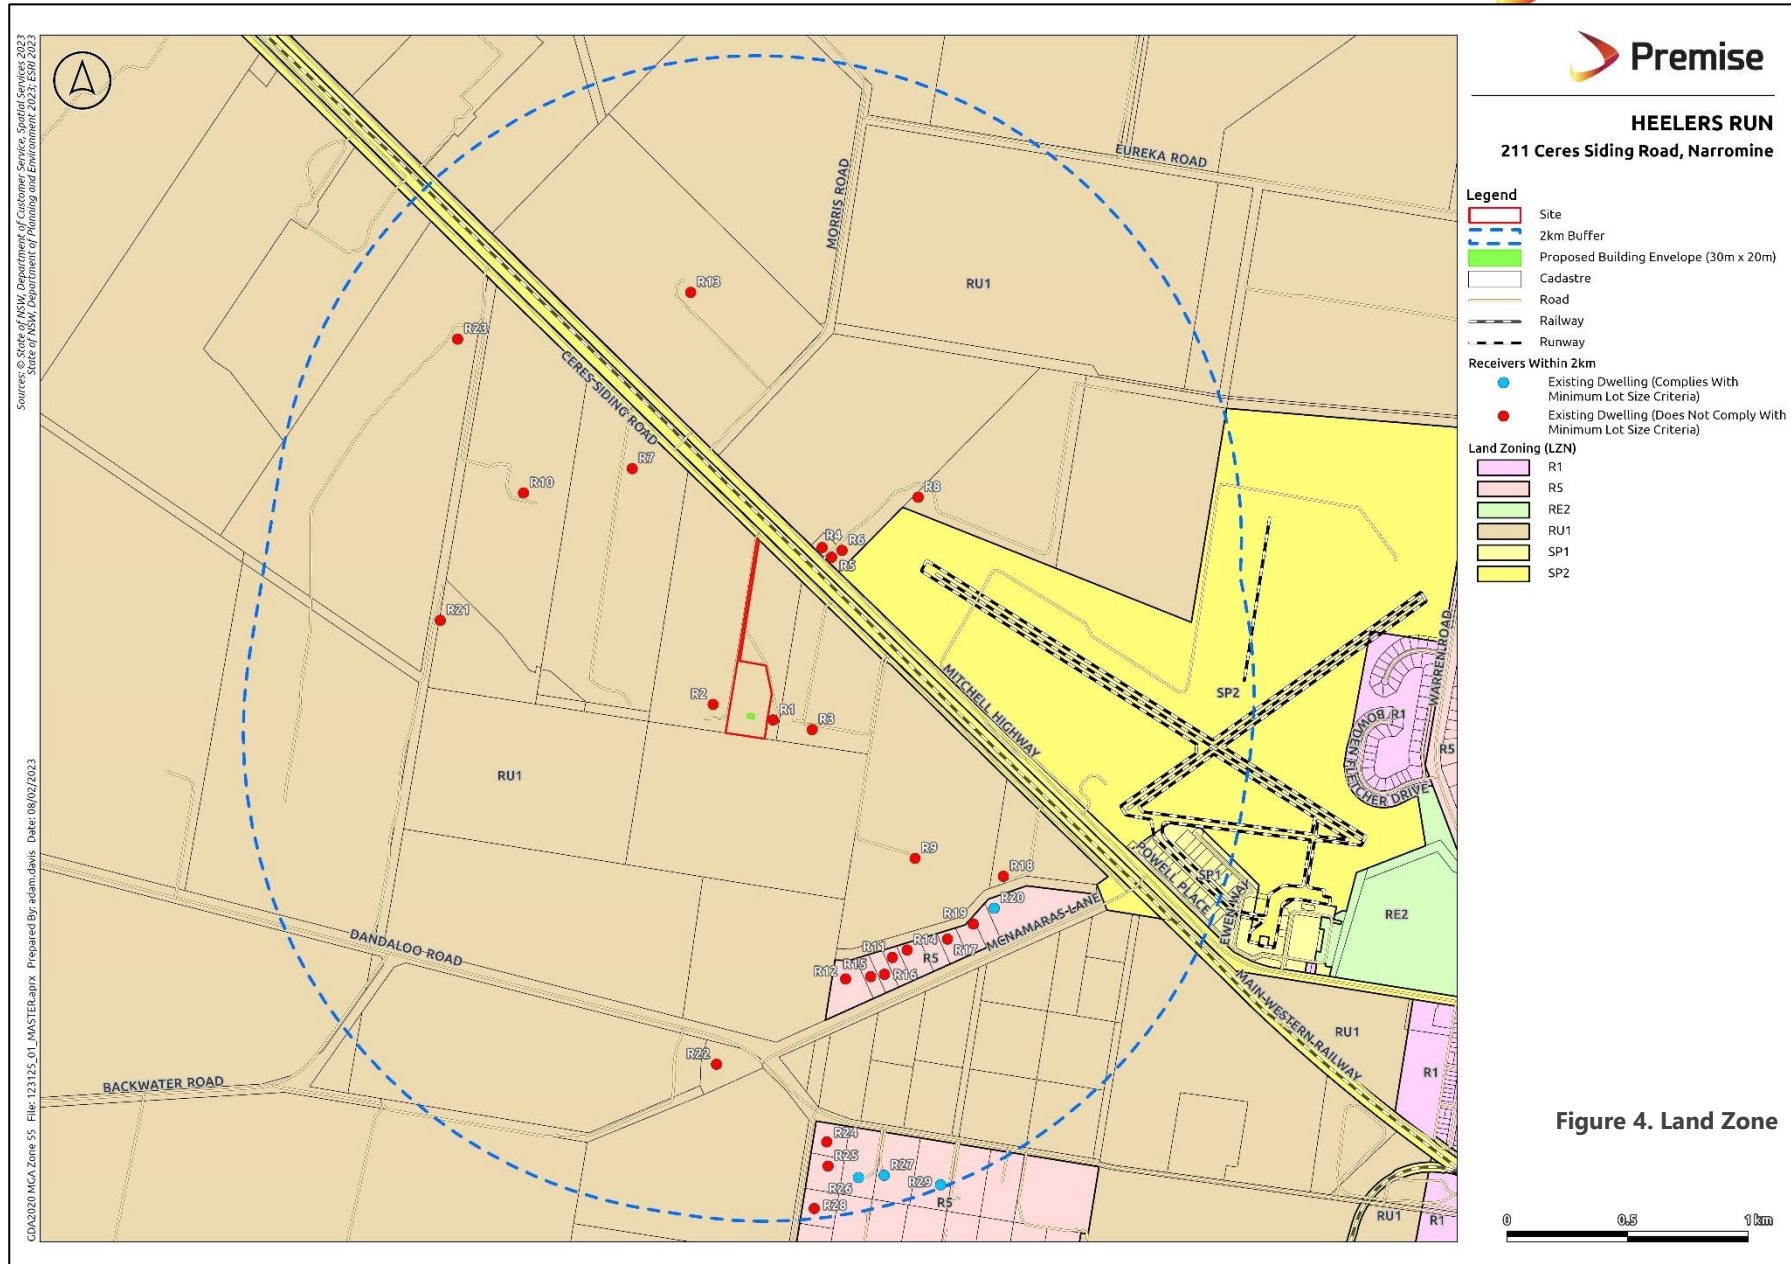 Sources: © State of NSW, Department of Customer Service, Spatial Services 2023
State of NSW, Department of Planning and Environment 2023; ESRI 2023
GDA2020 MGA Zone 55   File: 123125_01_MASTER.aprx   Prepared By: adam.davis   Date: 08/02/2023
Premise
HEELERS RUN
211 Ceres Siding Road, Narromine
Legend
Site
2km Buffer
Proposed Building Envelope (30m x 20m)
Cadastre
Road
Railway
Runway
Receivers Within 2km
Existing Dwelling (Complies With
Minimum Lot Size Criteria)
Existing Dwelling (Does Not Comply With
Minimum Lot Size Criteria)
Land Zoning (LZN)
R1
R5
RE2
RU1
SP1
SP2
EUREKA ROAD
MORRIS ROAD
RU1
R13
R23
CERES SIDING ROAD
R7
R10
R8
R4
R6
R5
R21
WARREN ROAD
MITCHELL HIGHWAY
SP2
R2
R1
R3
R1
BOWDEN FLETCHER DRIVE
R5
RU1
R9
R18
POWELL PLACE
SP1
EWEN WAY
R20
RE2
R19
MCNAMARAS LANE
DANDALOO ROAD
R11
R14
R17
R5
R12
R15
R16
MAIN WESTERN RAILWAY
RU1
R22
R1
BACKWATER ROAD
R24
R25
R27
R26
R29
R5
R28
RU1
R1
Figure 4. Land Zone
0
0.5
1 km